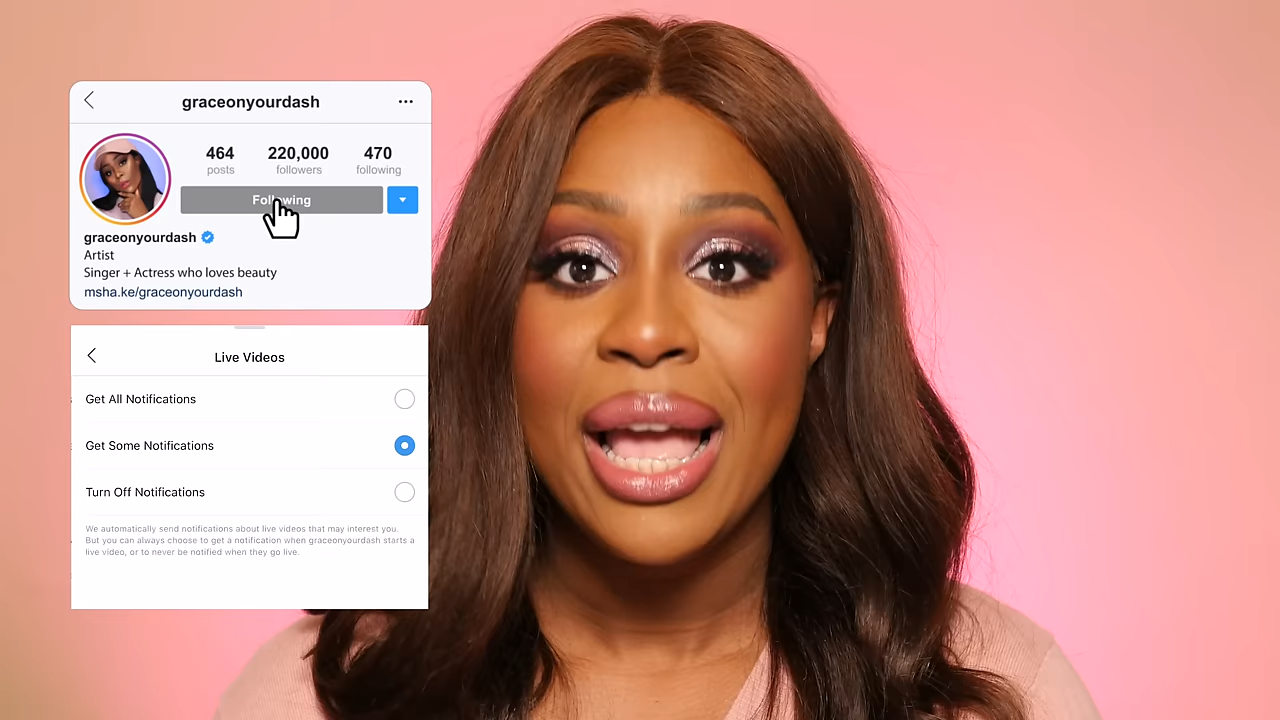 graceonyourdash
464 220,000 470
posts followers following
Following
graceonyourdash
Artist
Singer + Actress who loves beauty
msha.ke/graceonyourdash
Live Videos
Get All Notifications
Get Some Notifications
Turn Off Notifications
We automatically send notifications about live videos that may interest you.
But you can always choose to get a notification when graceonyourdash starts a
live video, or to never be notified when they go live.